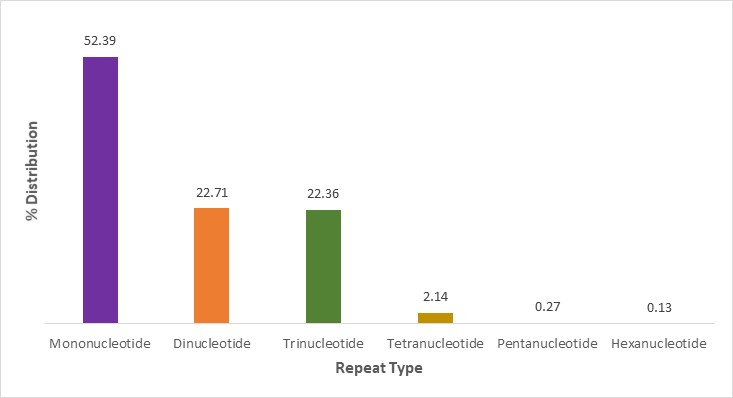 52.39
22.71
22.36
2.14
0.27
0.13
% Distribution
Mononucleotide
Dinucleotide
Trinucleotide
Tetranucleotide
Pentanucleotide
Hexanucleotide
Repeat Type